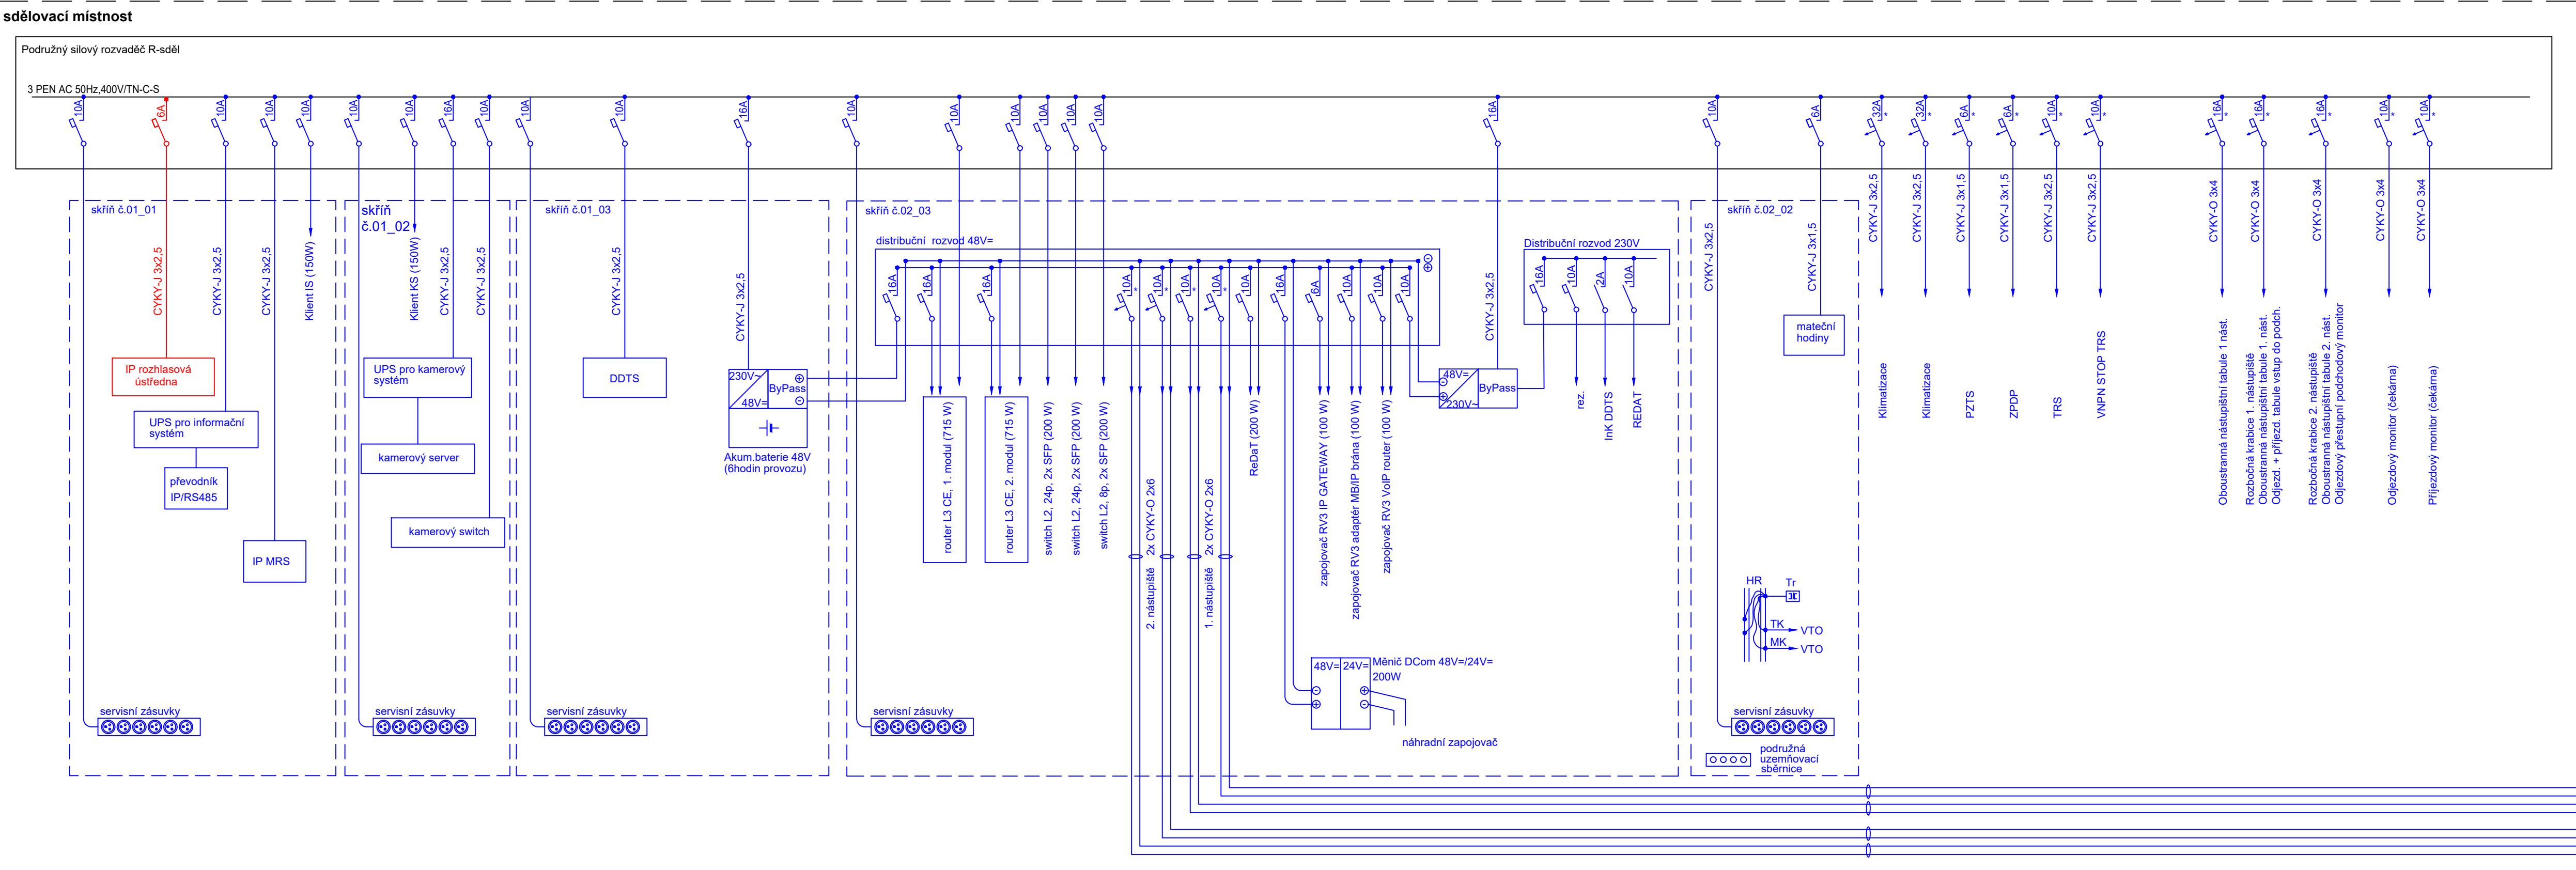 sdělovací místnost
Podružný silový rozvaděč R-sděl
3 PEN AC 50Hz,400V/TN-C-S
10A
6A
10A
10A
10A
10A
10A
16A
10A
10A
10A
16A
10A
10A
10A
10A
10A
10A
16A
10A
6A
32A
*
32A
*
6A
*
6A
*
10A
*
10A
*
16A
*
16A
*
16A
*
10A
*
10A
*
skříň č.01_01
CYKY-J 3x2,5
CYKY-J 3x2,5
CYKY-J 3x2,5
Klient IS (150W)
IP rozhlasová
ústředna
UPS pro informační
systém
převodník
IP/RS485
IP MRS
servisní zásuvky
skříň
č.01_02
Klient KS (150W)
CYKY-J 3x2,5
CYKY-J 3x2,5
UPS pro kamerový
systém
kamerový server
kamerový switch
servisní zásuvky
skříň č.01_03
CYKY-J 3x2,5
DDTS
CYKY-J 3x2,5
230V~
48V=
ByPass
Akum.baterie 48V
(6hodin provozu)
servisní zásuvky
skříň č.02_03
distribuční rozvod 48V=
16A
16A
16A
10A
*
10A
*
10A
*
10A
*
10A
16A
6A
10A
10A
10A
router L3 CE, 1. modul (715 W)
router L3 CE, 2. modul (715 W)
switch L2, 24p, 2x SFP (200 W)
switch L2, 24p, 2x SFP (200 W)
switch L2, 8p, 2x SFP (200 W)
2. nástupiště 2x CYKY-O 2x6
1. nástupiště 2x CYKY-O 2x6
ReDaT (200 W)
zapojovač RV3 IP GATEWAY (100 W)
zapojovač RV3 adaptér MB/IP brána (100 W)
zapojovač RV3 VoIP router (100 W)
CYKY-J 3x2,5
48V=
230V~
ByPass
Distribuční rozvod 230V
16A
10A
2A
10A
rez.
InK DDTS
REDAT
48V=
24V=
Měnič DCom 48V=/24V=
200W
náhradní zapojovač
servisní zásuvky
skříň č.02_02
CYKY-J 3x2,5
CYKY-J 3x1,5
mateční
hodiny
HR
Tr
TK
VTO
MK
VTO
servisní zásuvky
podružná
uzemňovací
sběrnice
CYKY-J 3x2,5
CYKY-J 3x2,5
CYKY-J 3x1,5
CYKY-J 3x1,5
CYKY-J 3x2,5
CYKY-J 3x2,5
CYKY-O 3x4
CYKY-O 3x4
CYKY-O 3x4
CYKY-O 3x4
CYKY-O 3x4
Klimatizace
Klimatizace
PZTS
ZPDP
TRS
VNPN STOP TRS
Oboustranná nástupištní tabule 1 nást.
Rozbočná krabice 1. nástupiště
Oboustranná nástupištní tabule 1. nást.
Odjezd. + příjezd. tabule vstup do podch.
Rozbočná krabice 2. nástupiště
Oboustranná nástupištní tabule 2. nást.
Odjezdový přestupní podchodový monitor
Odjezdový monitor (čekárna)
Příjezdový monitor (čekárna)